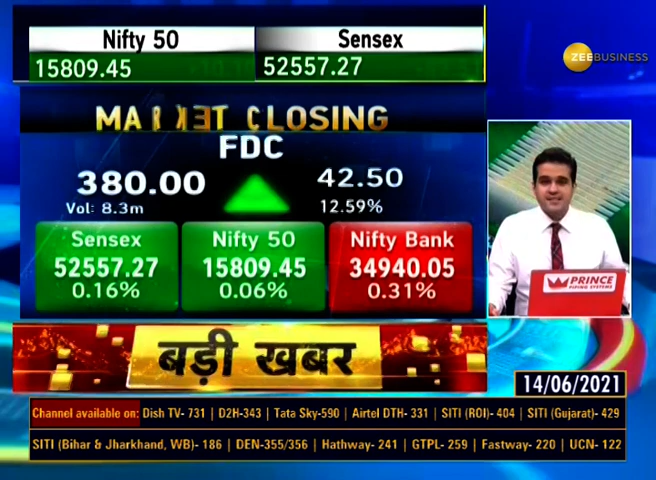 Nifty 50
Sensex
15809.45
52557.27
ZEEBUSINESS
MARKET CLOSING
FDC
380.00
42.50
Vol: 8.3m
12.59%
Sensex
Nifty 50
Nifty Bank
52557.27
15809.45
34940.05
0.16%
0.06%
0.31%
PRINCE
PIPING SYSTEMS
बड़ी खबर
14/06/2021
Channel available on: Dish TV- 731 | D2H-343 | Tata Sky-590 | Airtel DTH- 331 | SITI (ROI)- 404 | SITI (Gujarat)- 429
SITI (Bihar & Jharkhand, WB)- 186 | DEN-355/356 | Hathway- 241 | GTPL- 259 | Fastway- 220 | UCN- 122